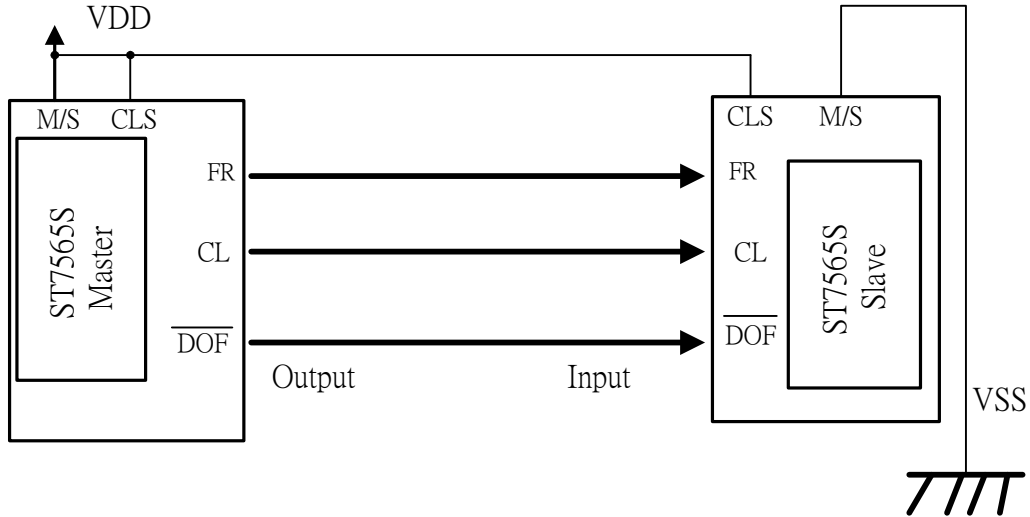 VDD
M/S CLS
CLS M/S
FR
FR
ST7565S
Master
CL
CL
ST7565S
Slave
DOF
DOF
Output
Input
VSS